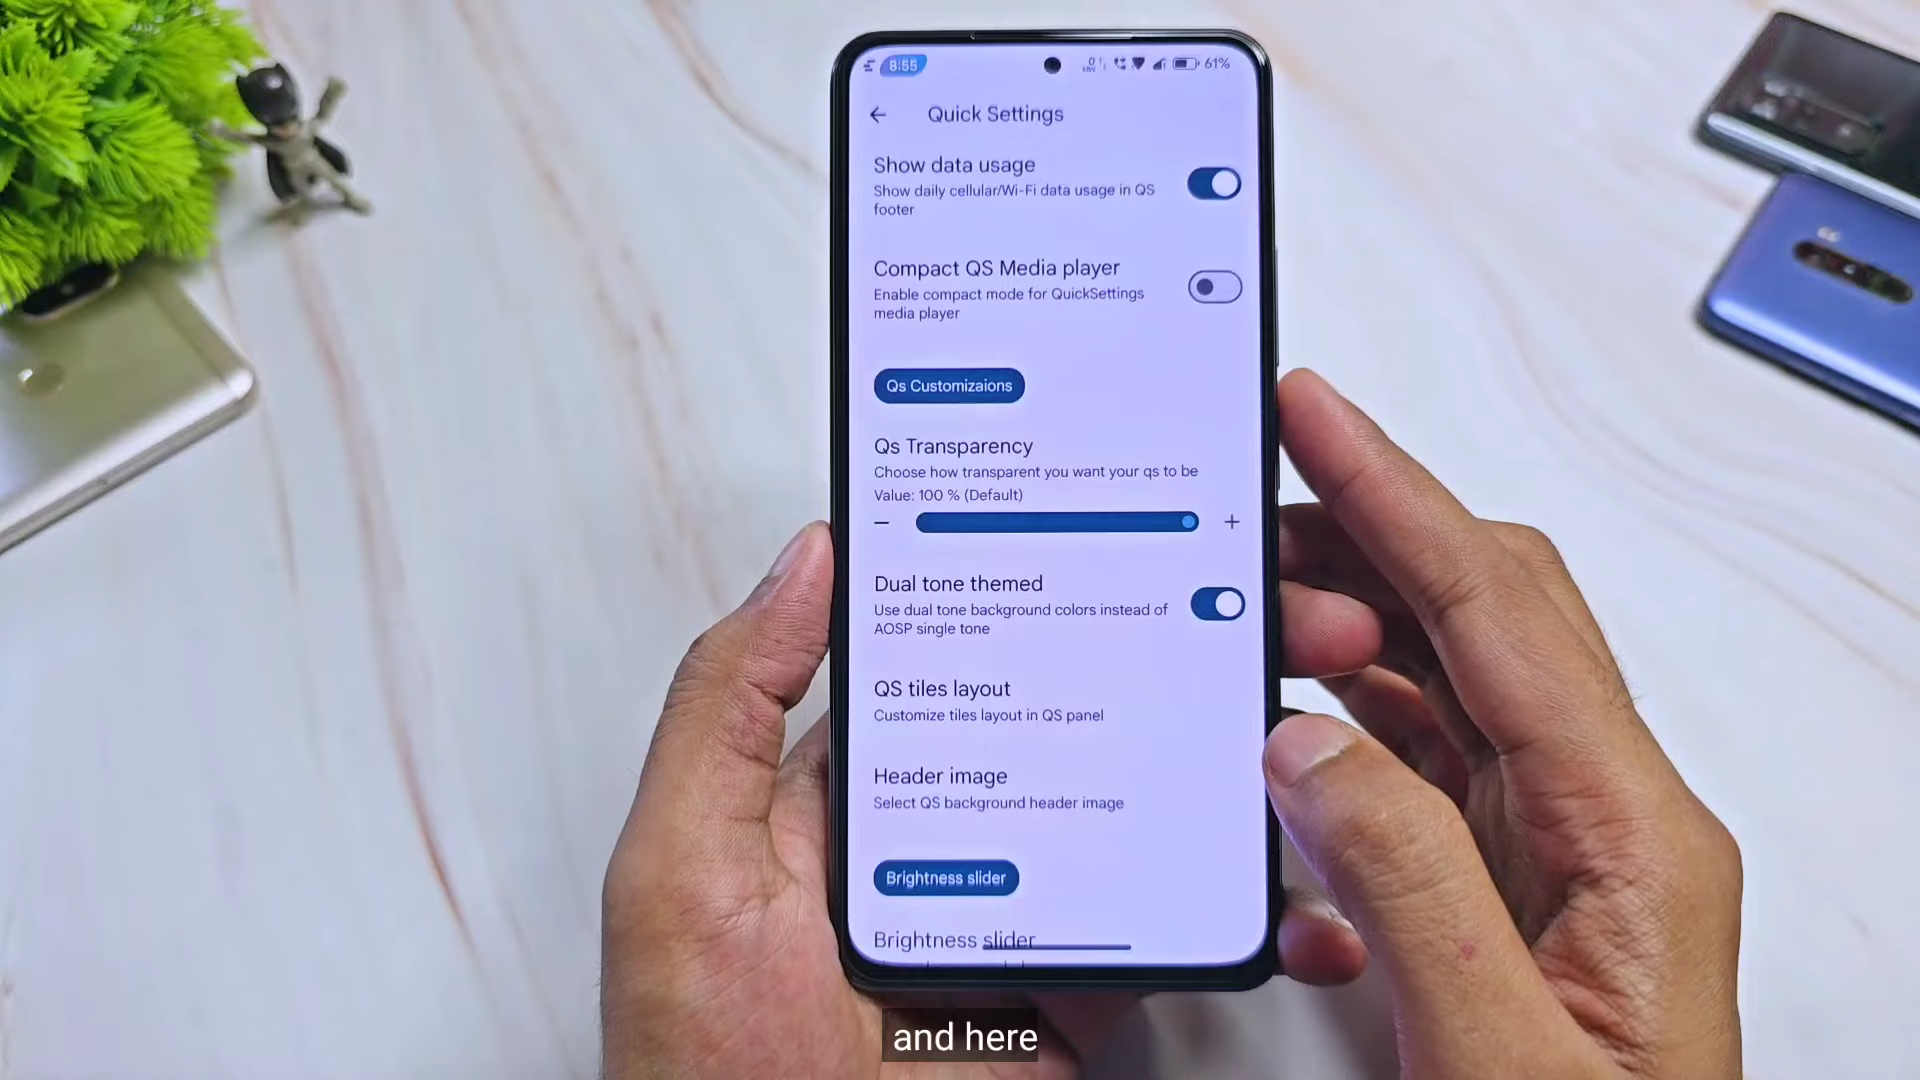 8:55
61%
Quick Settings
Show data usage
Show daily cellular/Wi-Fi data usage in QS
footer
Compact QS Media player
Enable compact mode for QuickSettings
media player
Qs Customizaions
Qs Transparency
Choose how transparent you want your qs to be
Value: 100 % (Default)
Dual tone themed
Use dual tone background colors instead of
AOSP single tone
QS tiles layout
Customize tiles layout in QS panel
Header image
Select QS background header image
Brightness slider
Brightness slider
and here